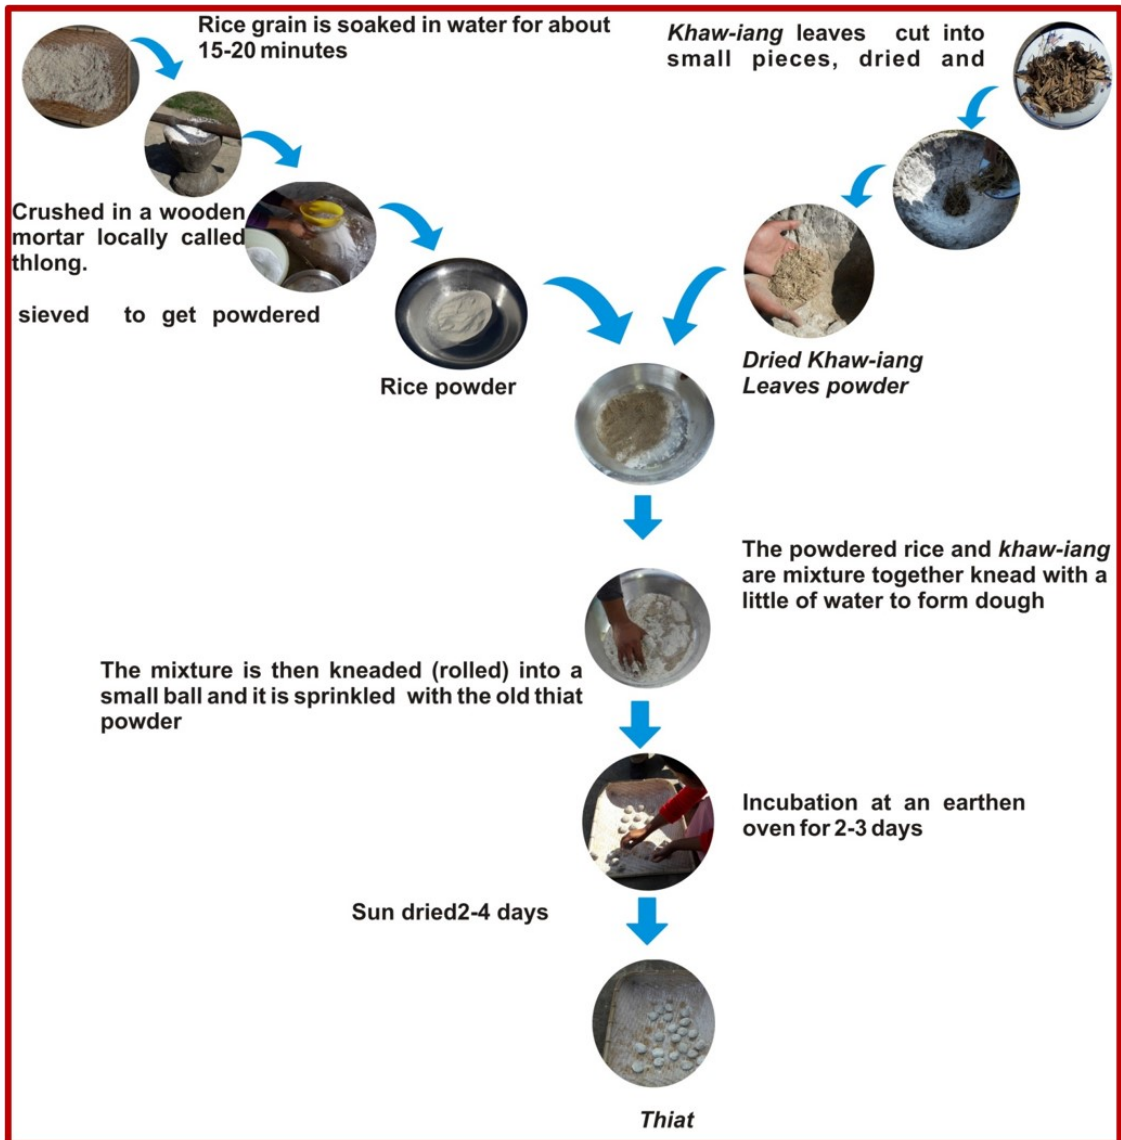 Rice grain is soaked in water for about
15-20 minutes
Khaw-iang leaves cut into
small pieces, dried and
Crushed in a wooden
mortar locally called
thlong.
sieved to get powdered
Rice powder
Dried Khaw-iang
Leaves powder
The powdered rice and khaw-iang
are mixture together knead with a
little of water to form dough
The mixture is then kneaded (rolled) into a
small ball and it is sprinkled with the old thiat
powder
Incubation at an earthen
oven for 2-3 days
Sun dried2-4 days
Thiat